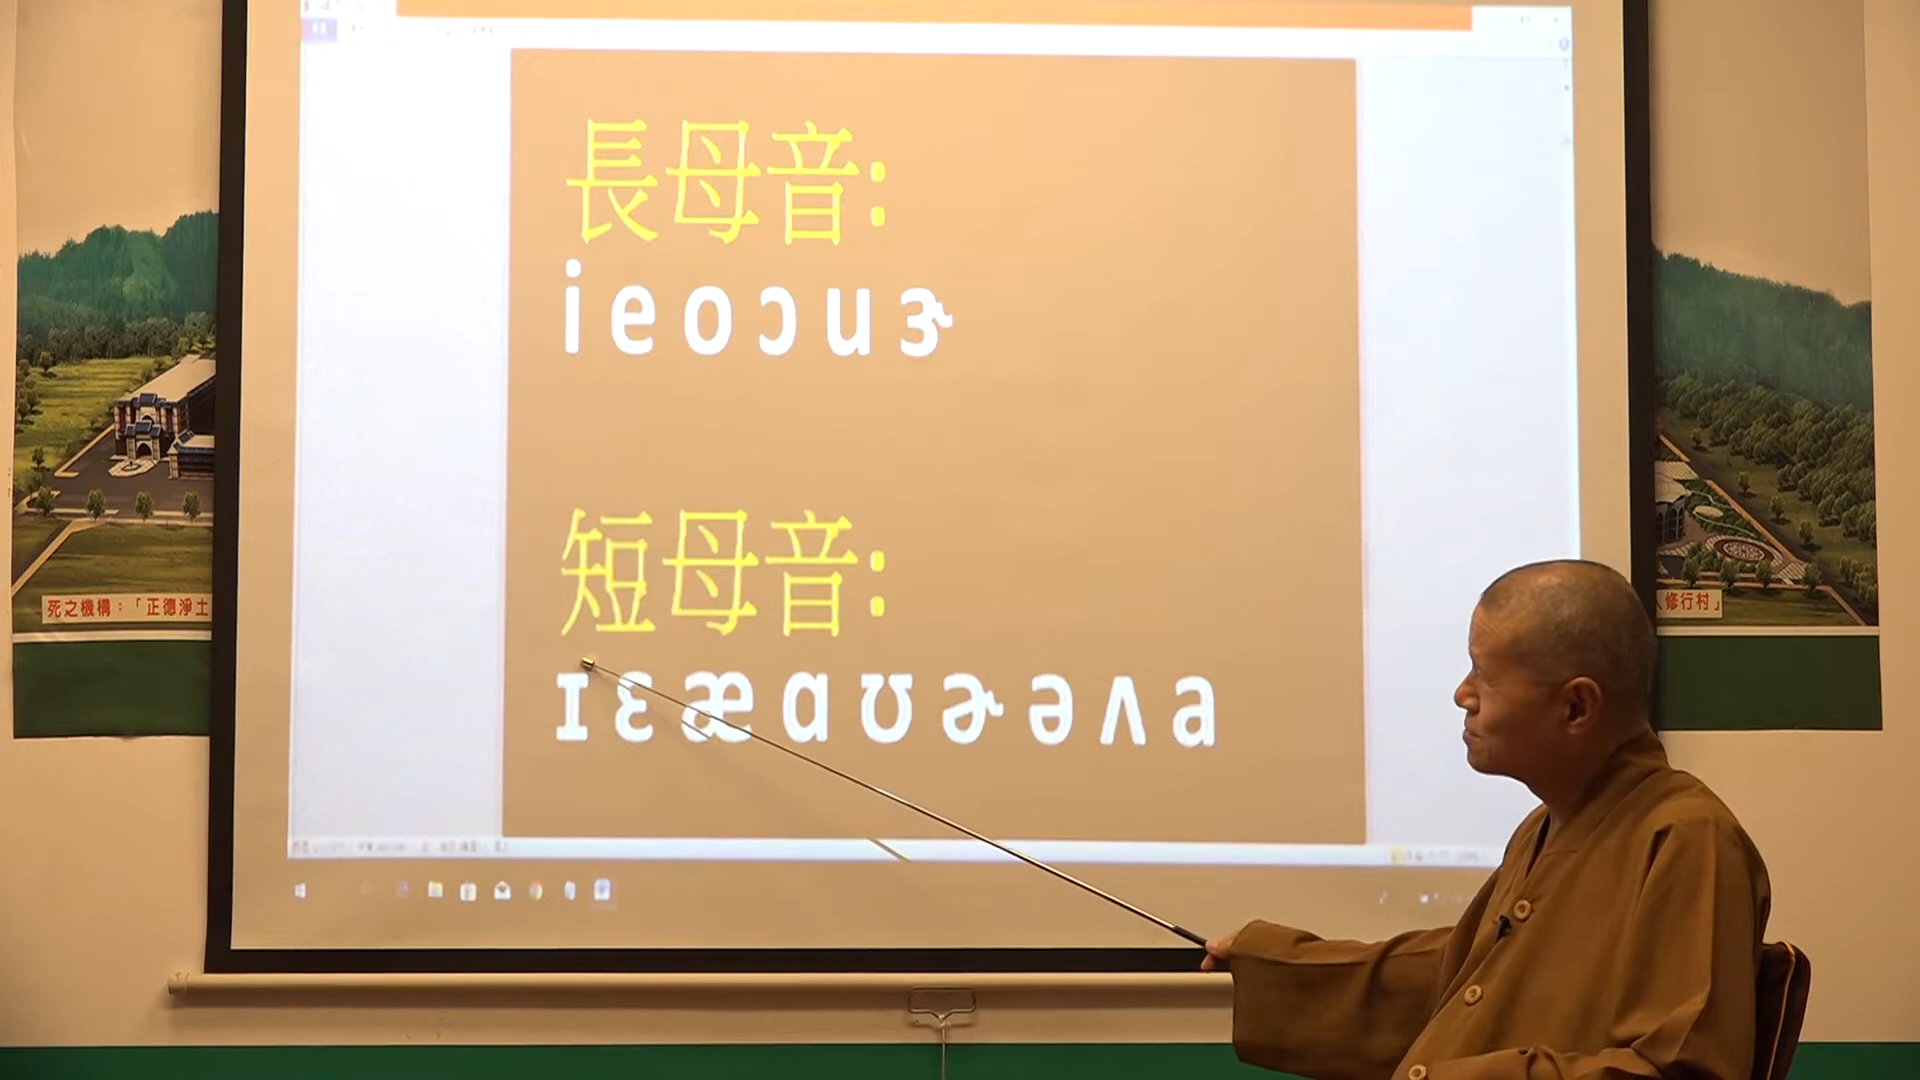 長母音:
i e o ɔ u ɝ
短母音:
ɪ ɛ æ ɑ ʊ ɚ ə ʌ a
死之機構:「正德淨土
人修行村」